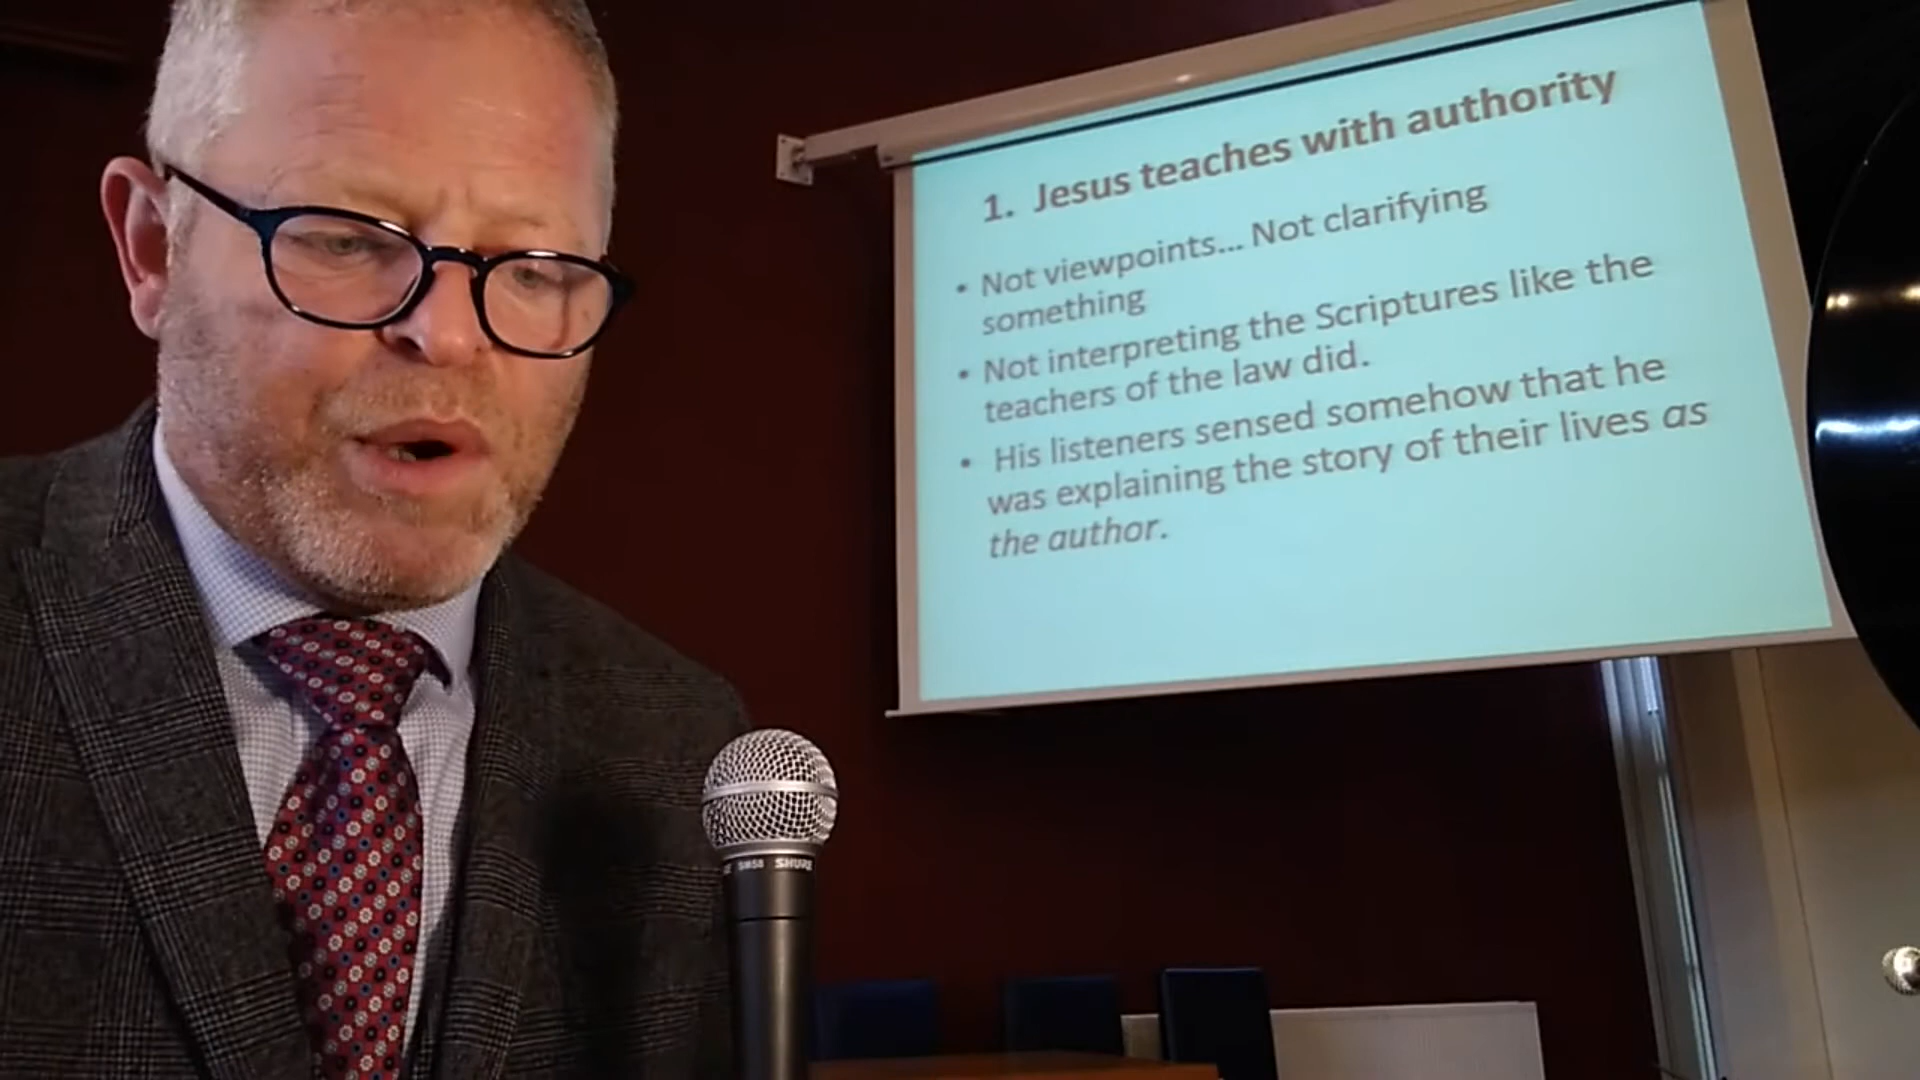 1. Jesus teaches with authority
• Not viewpoints... Not clarifying
something
• Not interpreting the Scriptures like the
teachers of the law did.
• His listeners sensed somehow that he
was explaining the story of their lives as
the author.
SM58 SHURE